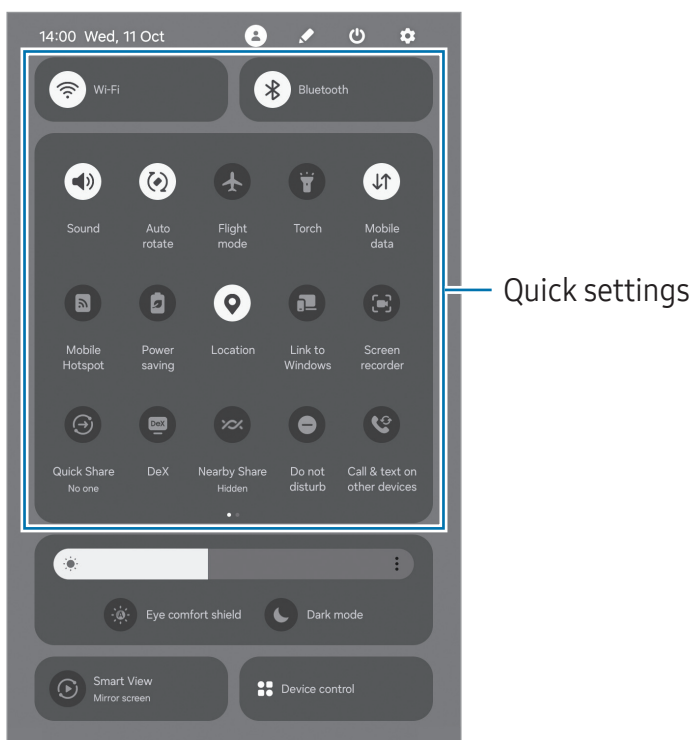 14:00 Wed, 11 Oct
Wi-Fi
Bluetooth
Sound
Auto
rotate
Flight
mode
Torch
Mobile
data
Quick settings
Mobile
Hotspot
Power
saving
Location
Link to
Windows
Screen
recorder
DeX
Quick Share
No one
DeX
Nearby Share
Hidden
Do not
disturb
Call & text on
other devices
A
Eye comfort shield
Dark mode
Smart View
Mirror screen
Device control